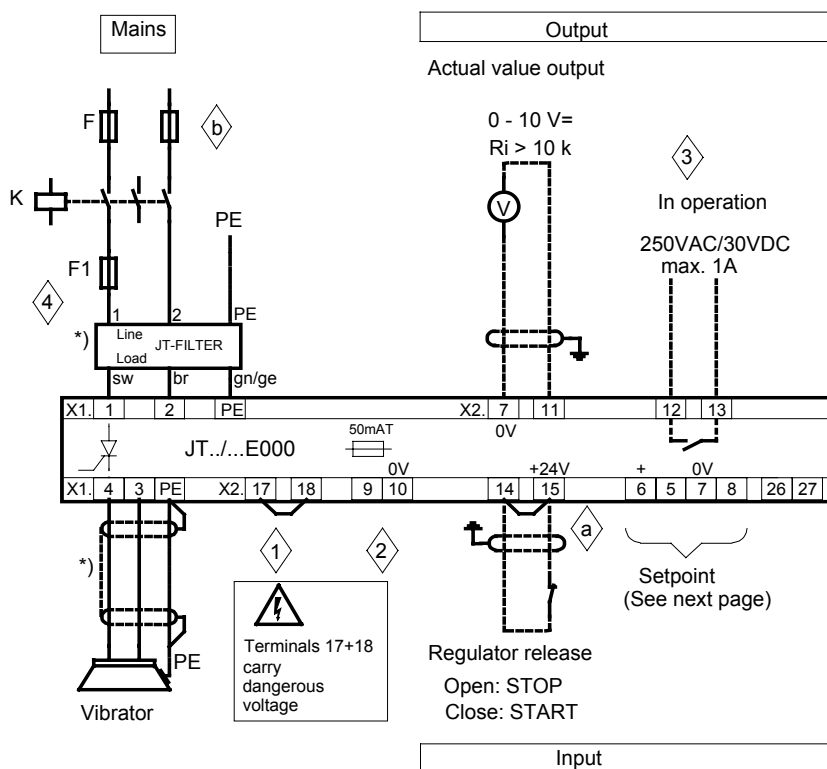 Mains
Output
Actual value output
F
b
0 - 10 V=
Ri > 10 k
3
K
V
In operation
PE
250VAC/30VDC
max. 1A
F1
4
1 2 PE
*)
Line
JT-FILTER
Load
sw br gn/ge
X1. 1 2 PE X2. 7 11 12 13
50mAT
0V
JT../...E000
0V +24V + 0V
X1. 4 3 PE X2. 17 18 9 10 14 15 6 5 7 8 26 27
1 2 a
*)
Setpoint
(See next page)
Terminals 17+18
carry
dangerous
voltage
Regulator release
PE
Open: STOP
Close: START
Vibrator
Input